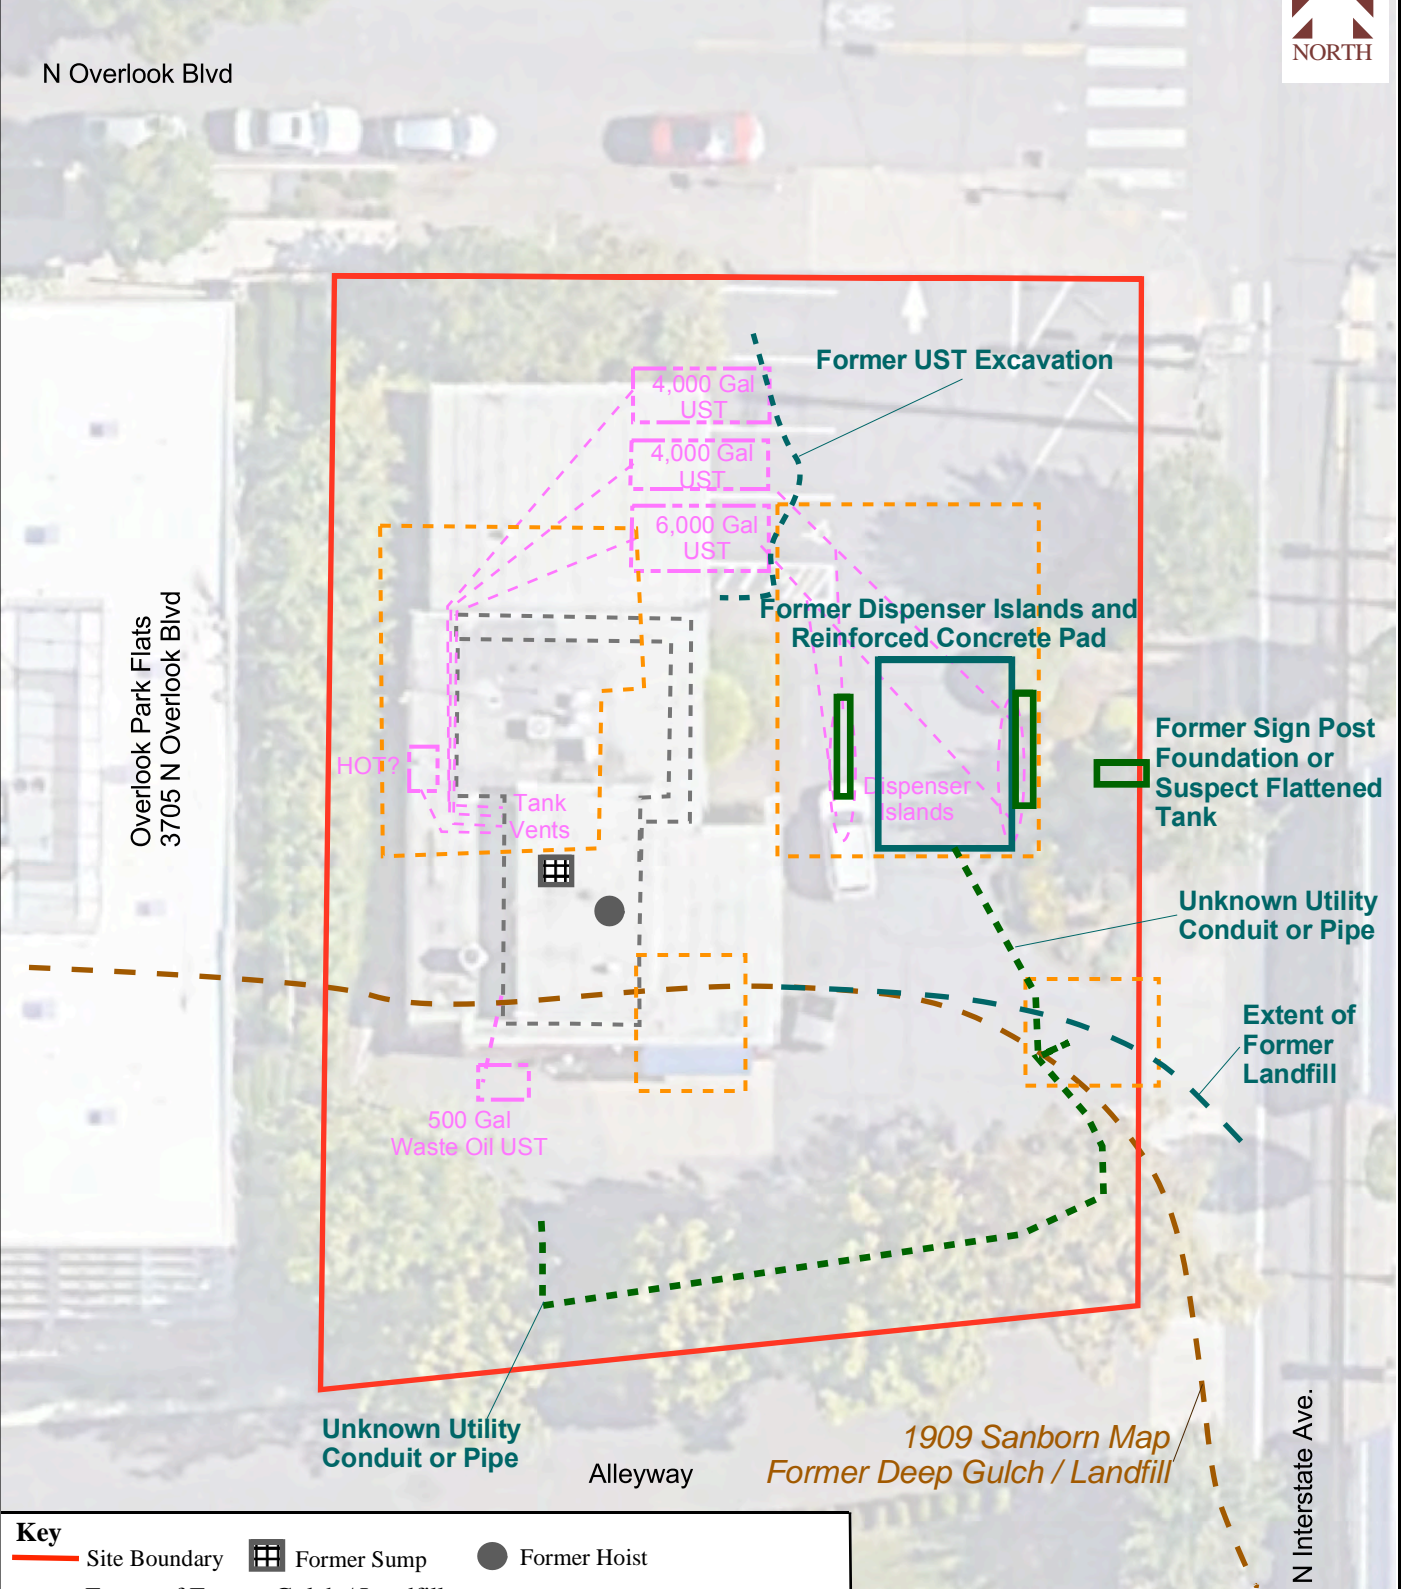 NORTH
N Overlook Blvd
Former UST Excavation
4,000 Gal
UST
4,000 Gal
UST
6,000 Gal
UST
Former Dispenser Islands and
Reinforced Concrete Pad
Overlook Park Flats
3705 N Overlook Blvd
HOT?
Tank
Vents
Dispenser
Islands
Former Sign Post
Foundation or
Suspect Flattened
Tank
Unknown Utility
Conduit or Pipe
Extent of
Former
Landfill
500 Gal
Waste Oil UST
Unknown Utility
Conduit or Pipe
Alleyway
1909 Sanborn Map
Former Deep Gulch / Landfill
N Interstate Ave.
Key
Site Boundary
Former Sump
Former Hoist